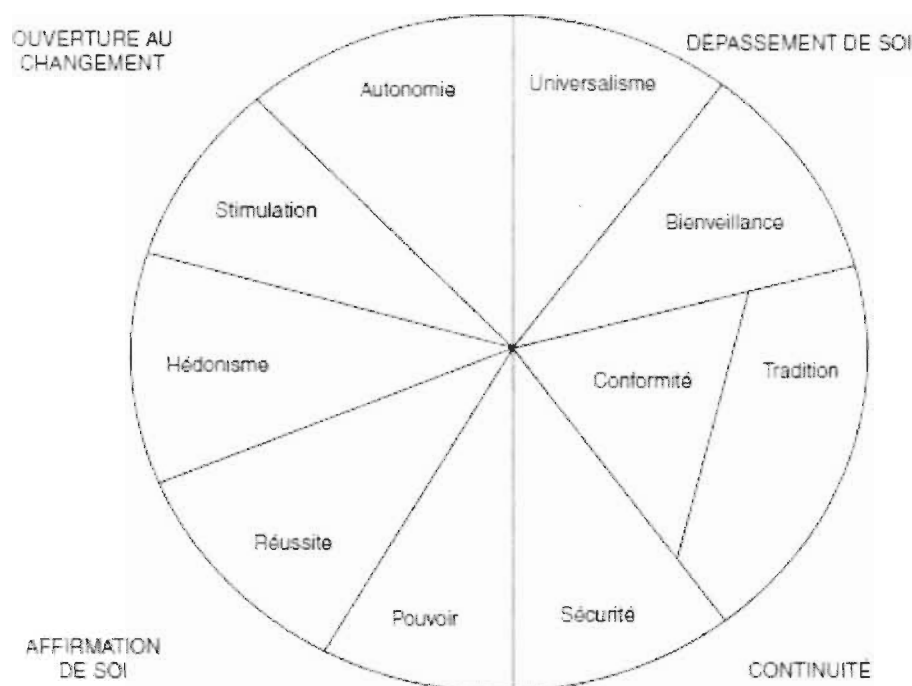 OUVERTURE AU
CHANGEMENT
DÉPASSEMENT DE SOI
Autonomie
Universalisme
Stimulation
Bienveillance
Hédonisme
Conformité
Tradition
Réussite
Pouvoir
Sécurité
AFFIRMATION
DE SOI
CONTINUITÉ